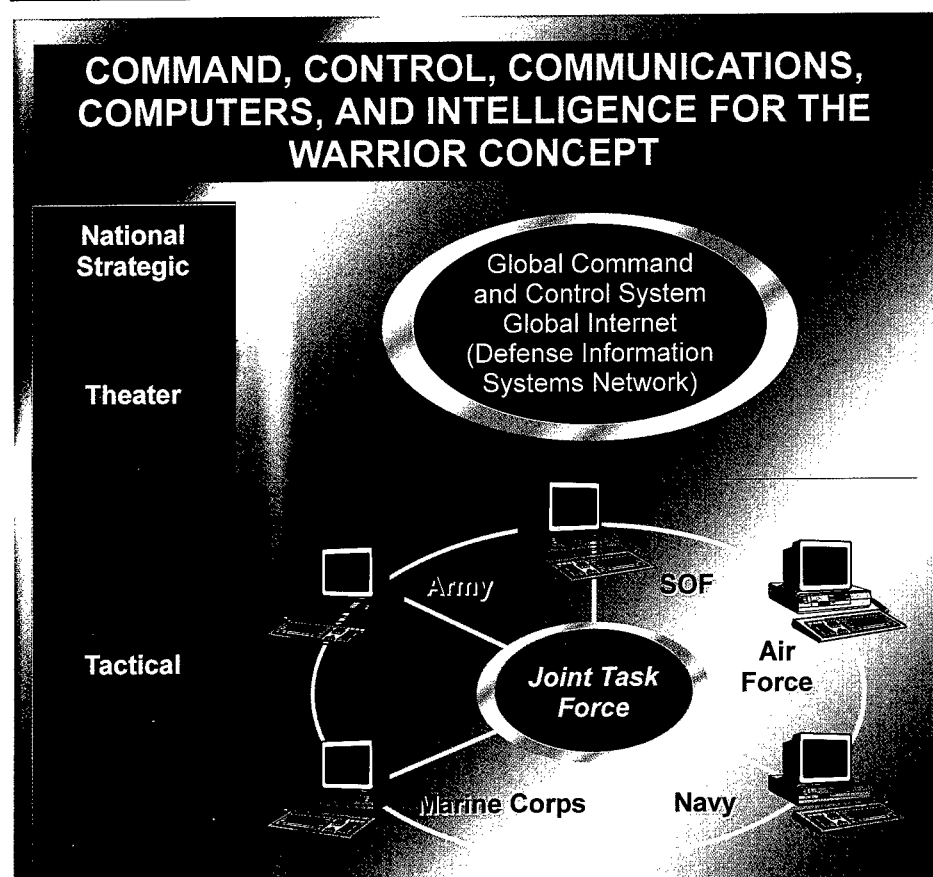 COMMAND, CONTROL, COMMUNICATIONS,
COMPUTERS, AND INTELLIGENCE FOR THE
WARRIOR CONCEPT
National
Strategic
Global Command
and Control System
Global Internet
(Defense Information
Systems Network)
Theater
Army
SOF
Tactical
Joint Task
Force
Air
Force
Marine Corps
Navy